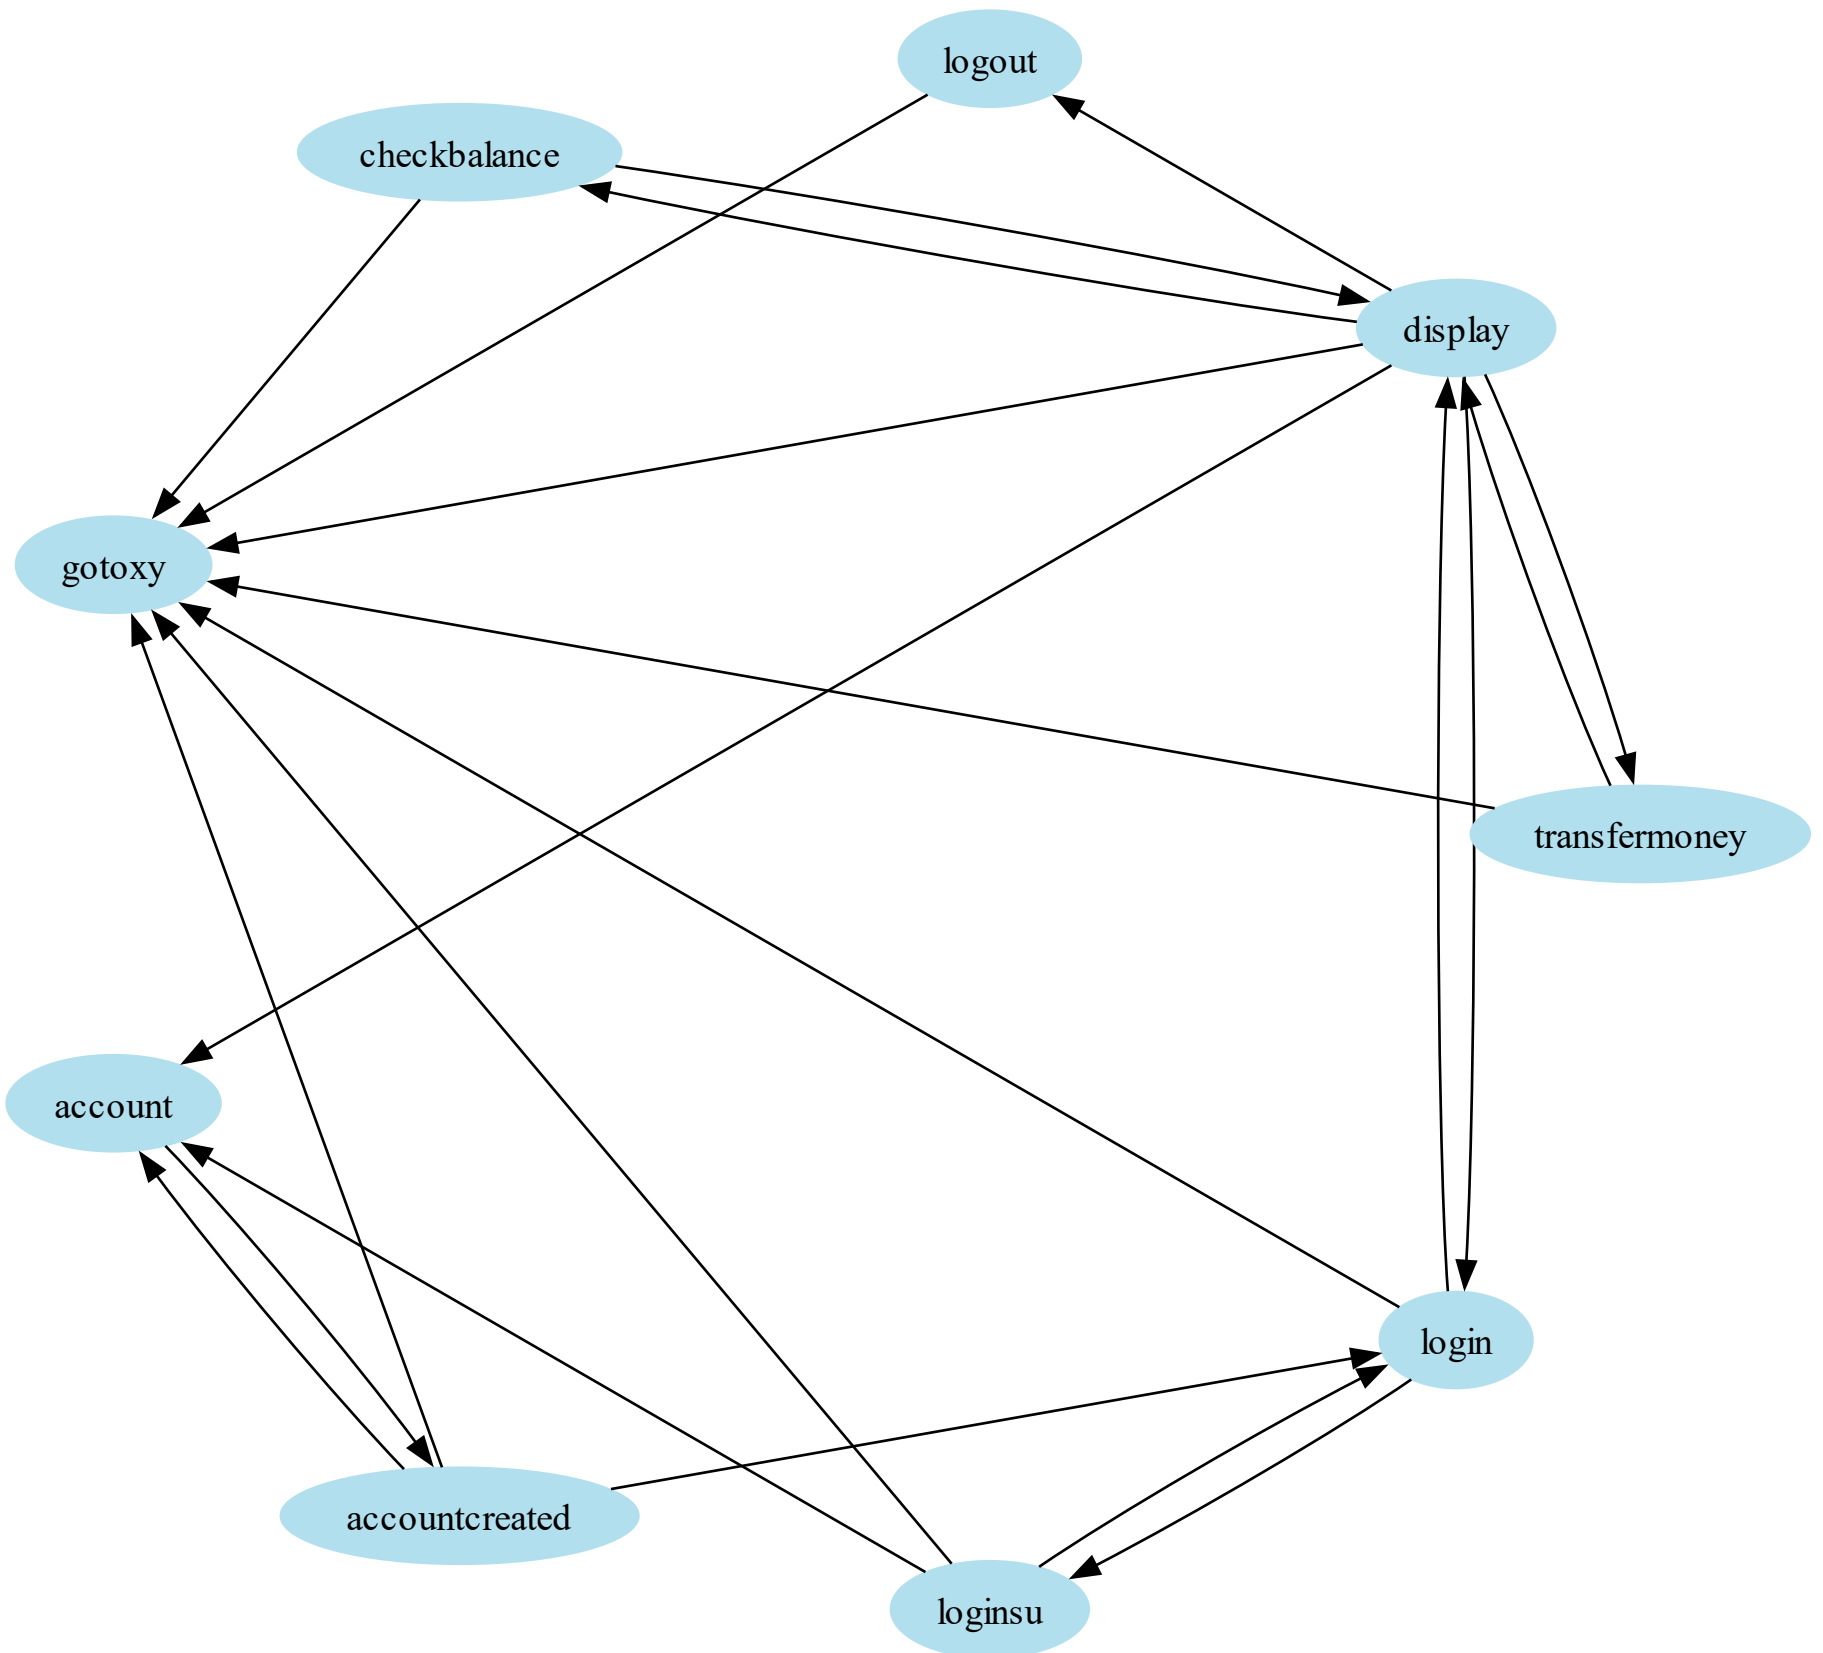 logout
checkbalance
display
gotoxy
transfermoney
account
login
accountcreated
loginsu